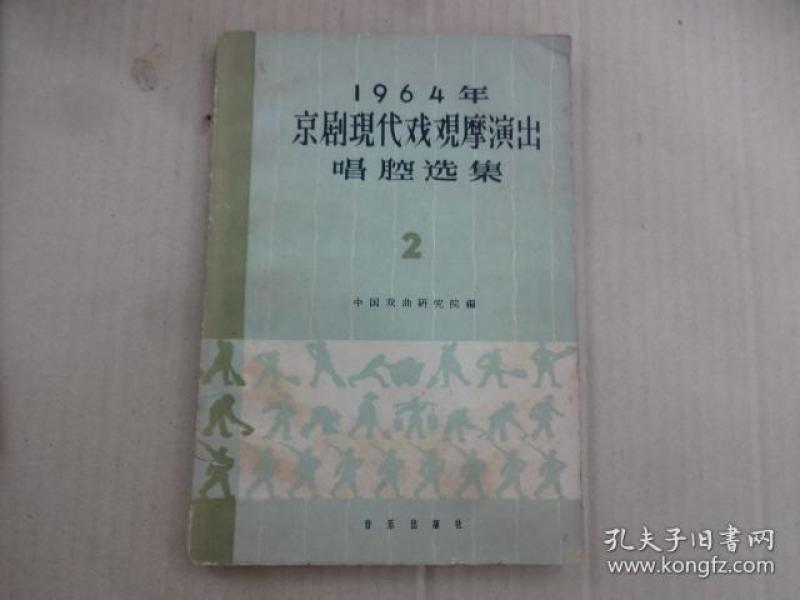 1964年
京剧現代戏观摩演出
唱腔选集
2
中国戏曲研究院編
音乐出版社
孔夫子旧书网
www.kongfz.com